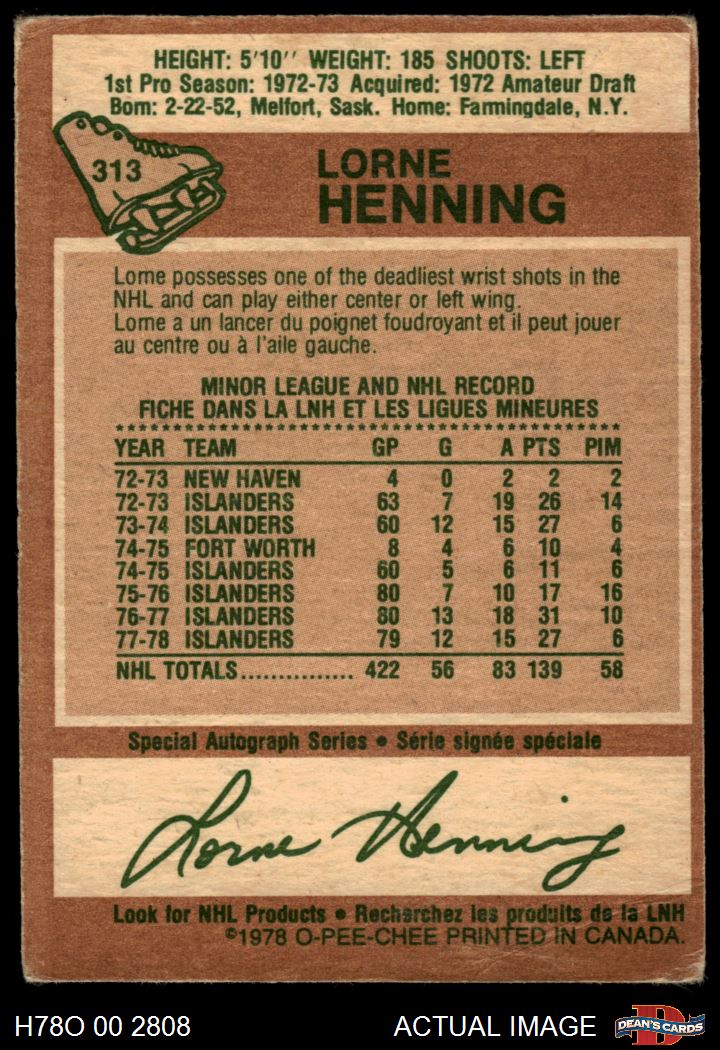 HEIGHT: 5'10'' WEIGHT: 185 SHOOTS: LEFT
1st Pro Season: 1972-73 Acquired: 1972 Amateur Draft
Born: 2-22-52, Melfort, Sask. Home: Farmingdale, N.Y.
313
LORNE
HENNING
Lorne possesses one of the deadliest wrist shots in the
NHL and can play either center or left wing.
Lorne a un lancer du poignet foudroyant et il peut jouer
au centre ou à l'aile gauche.
MINOR LEAGUE AND NHL RECORD
FICHE DANS LA LNH ET LES LIGUES MINEURES
YEAR TEAM GP G A PTS PIM
72-73 NEW HAVEN 4 0 2 2 2
72-73 ISLANDERS 63 7 19 26 14
73-74 ISLANDERS 60 12 15 27 6
74-75 FORT WORTH 8 4 6 10 4
74-75 ISLANDERS 60 5 6 11 6
75-76 ISLANDERS 80 7 10 17 16
76-77 ISLANDERS 80 13 18 31 10
77-78 ISLANDERS 79 12 15 27 6
NHL TOTALS............... 422 56 83 139 58
Special Autograph Series • Série signée spéciale
Lorne Henning
Look for NHL Products • Recherchez les produits de la LNH
©1978 O-PEE-CHEE PRINTED IN CANADA.
H78O 00 2808 ACTUAL IMAGE D DEAN'S CARDS